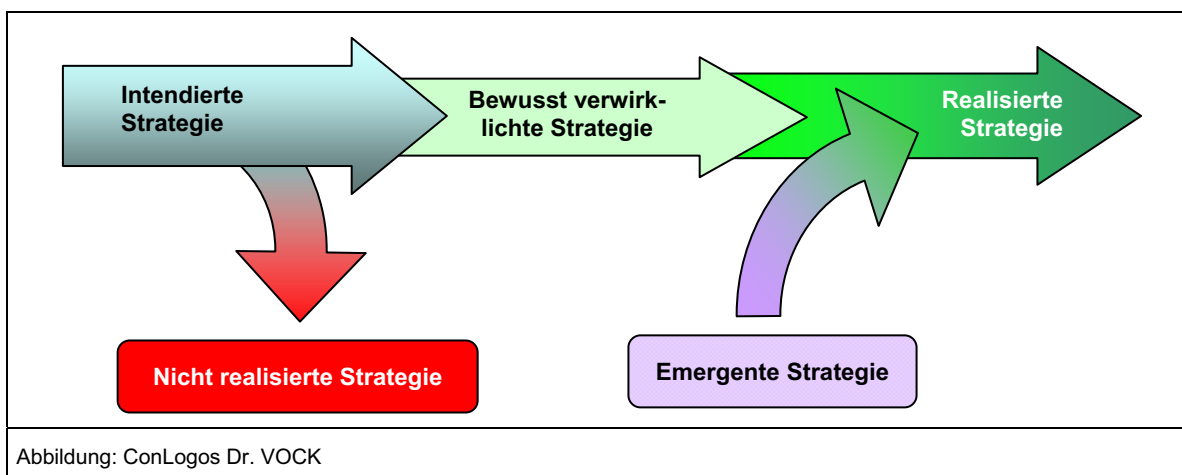 Intendierte
Strategie
Bewusst verwirk-
lichte Strategie
Realisierte
Strategie
Nicht realisierte Strategie
Emergente Strategie
Abbildung: ConLogos Dr. VOCK